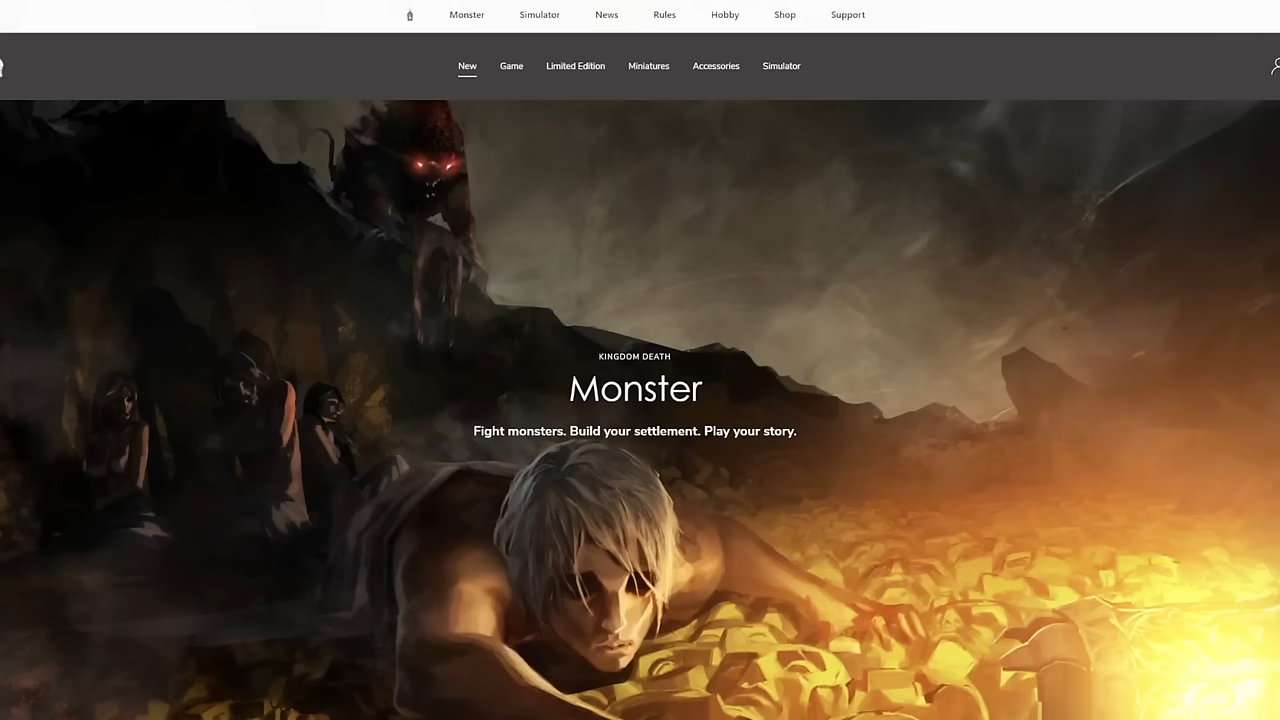 Monster Simulator News Rules Hobby Shop Support
New Game Limited Edition Miniatures Accessories Simulator
KINGDOM DEATH
Monster
Fight monsters. Build your settlement. Play your story.